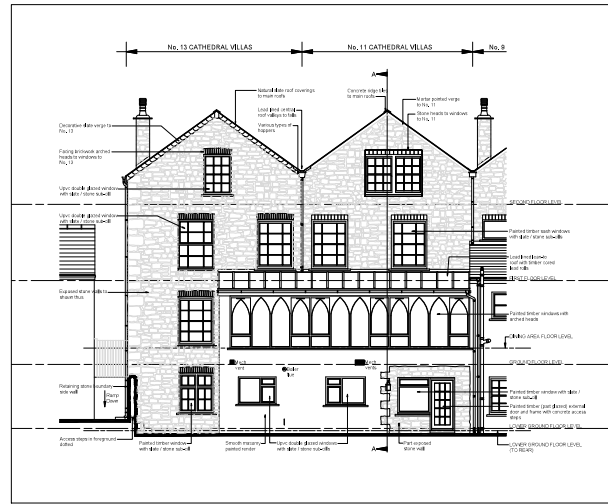 No. 13 CATHEDRAL VILLAS
No. 11 CATHEDRAL VILLAS
No. 9
A
Natural slate roof coverings
to main roofs
Concrete ridge tile
to main roofs
Lead lined central
roof valleys to falls
Mortar pointed verge
to No. 11
Stone heads to windows
to No. 11
Various types of
hoppers
Decorative slate verge to
No. 13
Facing brickwork arched
heads to windows to
No. 13
Upvc double glazed window
with slate / stone sub-cill
SECOND FLOOR LEVEL
Upvc double glazed window
with slate / stone sub-cill
Painted timber sash windows
with slate / stone sub-cills
Lead lined lean-to
roof with timber cored
lead rolls
FIRST FLOOR LEVEL
Exposed stone walls to
shown thus
Painted timber windows with
arched heads
DINING AREA FLOOR LEVEL
GROUND FLOOR LEVEL
Mech
vent
Boiler
flue
Mech
vents
Retaining stone boundary
side wall
Ramp
Down
Painted timber window with slate /
stone sub-cill
Painted timber (part glazed) external
door and frame with concrete access
steps
LOWER GROUND FLOOR LEVEL
LOWER GROUND FLOOR LEVEL
(TO REAR)
Access steps in foreground
dotted
Painted timber window
with slate / stone sub-cill
Smooth masonry
painted render
Upvc double glazed windows
with slate / stone sub-cills
Part exposed
stone wall
A